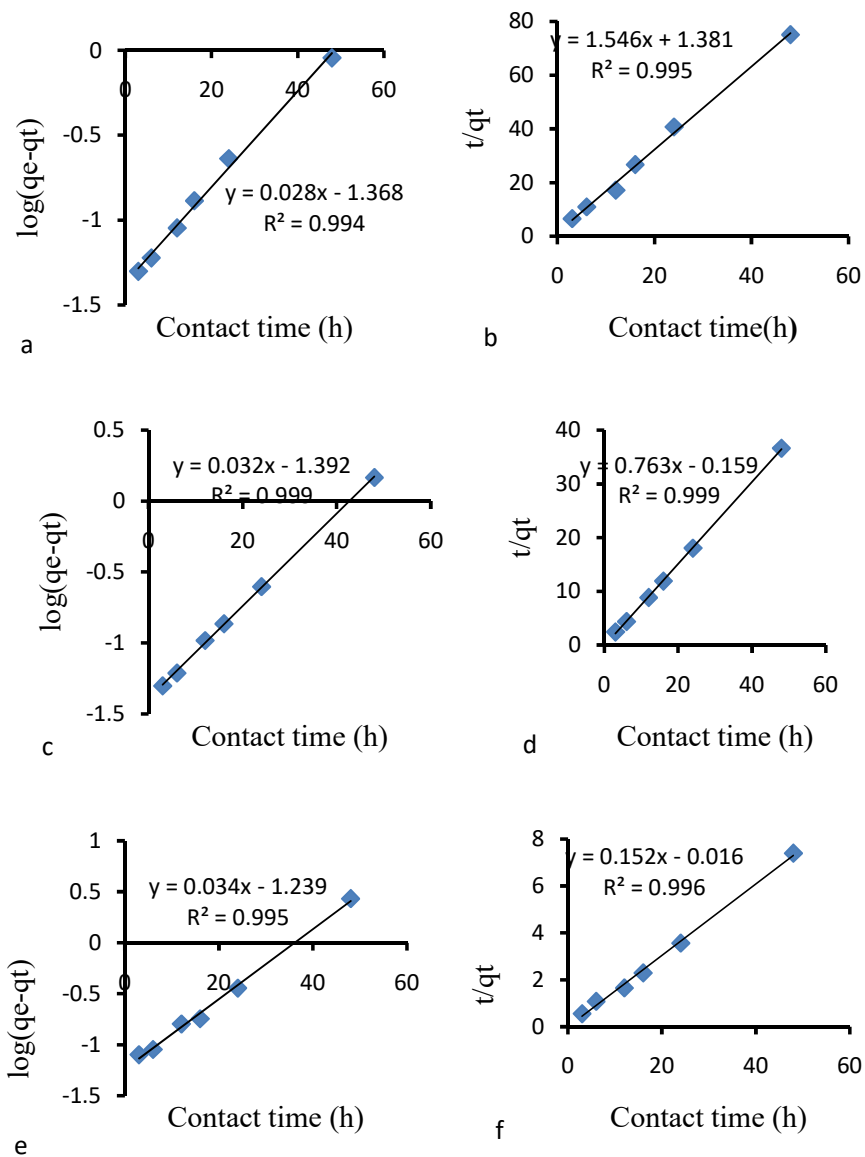 0
-0.5
-1
-1.5
0
20
40
60
log(qe-qt)
y = 0.028x - 1.368
R² = 0.994
Contact time (h)
a
80
60
40
20
0
0
20
40
60
t/qt
y = 1.546x + 1.381
R² = 0.995
Contact time(h)
b
0.5
0
-0.5
-1
-1.5
0
20
40
60
log(qe-qt)
y = 0.032x - 1.392
R² = 0.999
Contact time (h)
c
40
30
20
10
0
0
20
40
60
t/qt
y = 0.763x - 0.159
R² = 0.999
Contact time (h)
d
1
0.5
0
-0.5
-1
-1.5
0
20
40
60
log(qe-qt)
y = 0.034x - 1.239
R² = 0.995
Contact time (h)
e
8
6
4
2
0
0
20
40
60
t/qt
y = 0.152x - 0.016
R² = 0.996
Contact time (h)
f